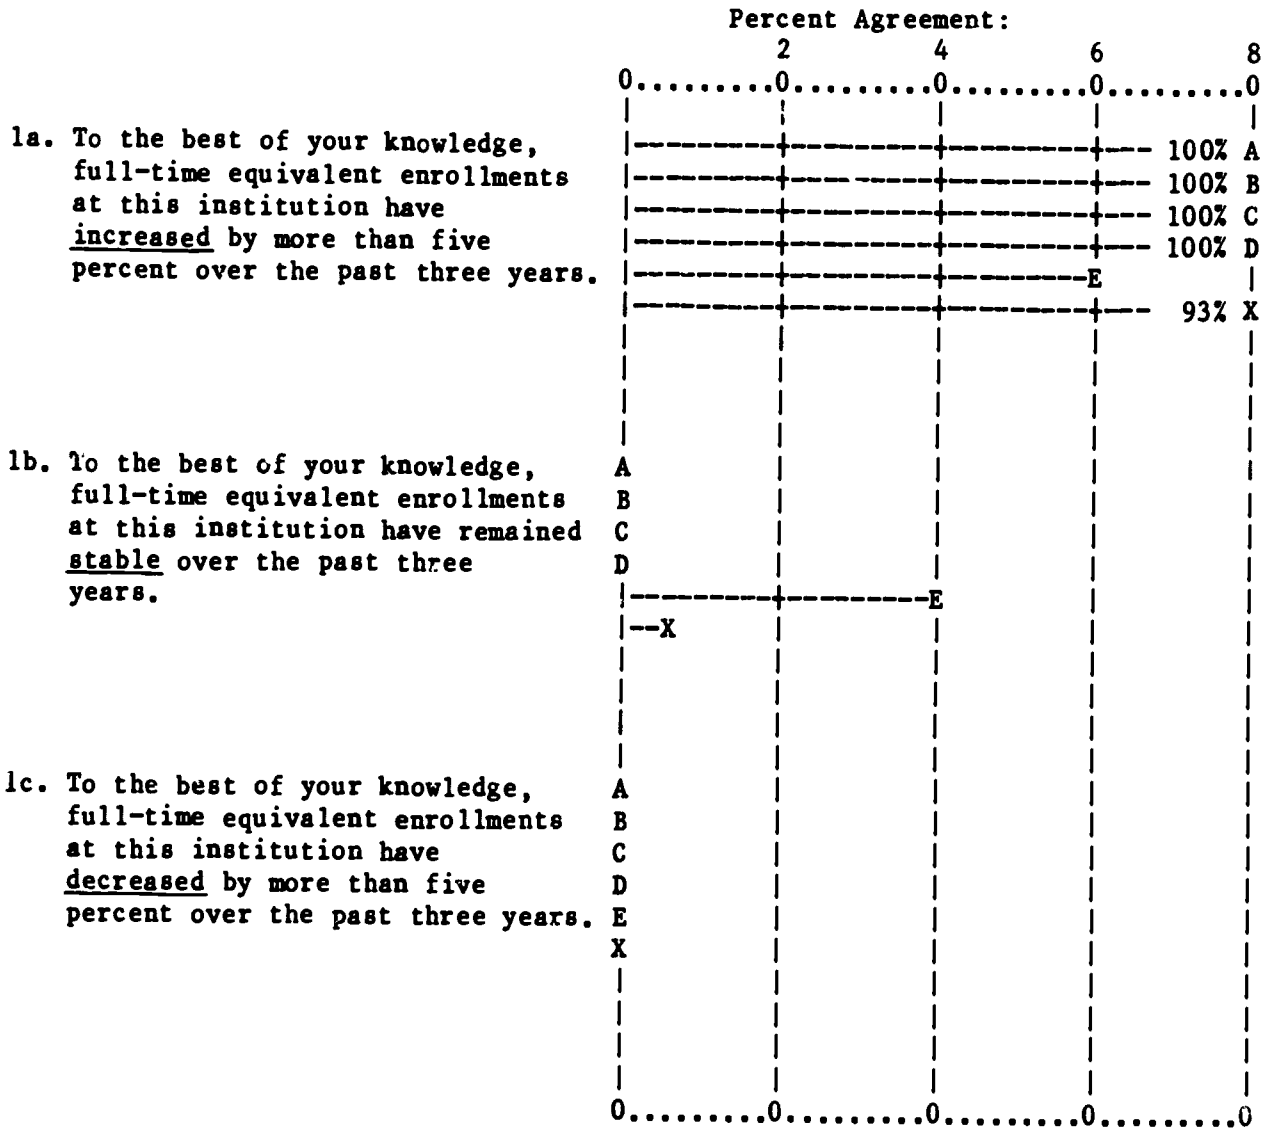 Percent Agreement:
2 4 6 8
0.........0.........0.........0.........0
1a. To the best of your knowledge,
full-time equivalent enrollments
at this institution have
increased by more than five
percent over the past three years.
100% A
100% B
100% C
100% D
E
93% X
1b. To the best of your knowledge,
full-time equivalent enrollments
at this institution have remained
stable over the past three
years.
A
B
C
D
E
X
1c. To the best of your knowledge,
full-time equivalent enrollments
at this institution have
decreased by more than five
percent over the past three years.
A
B
C
D
E
X
0.........0.........0.........0.........0